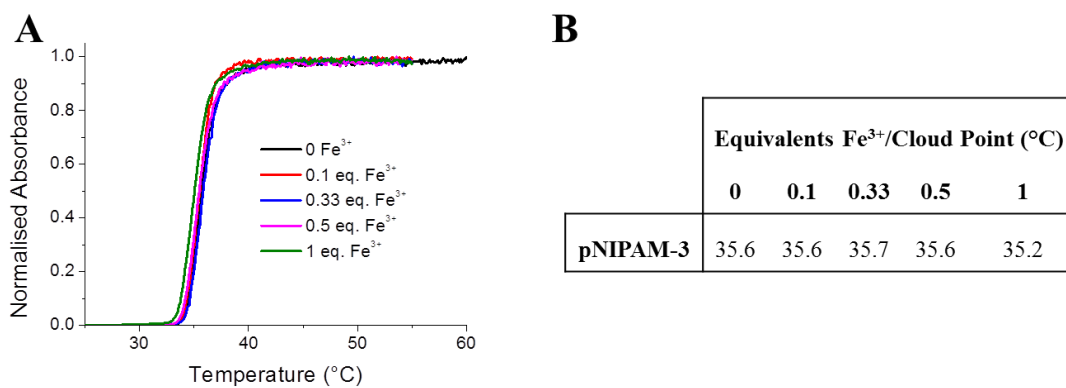 A
1.0
0.8
0.6
0.4
0.2
0.0
Normalised Absorbance
0 Fe³⁺
0.1 eq. Fe³⁺
0.33 eq. Fe³⁺
0.5 eq. Fe³⁺
1 eq. Fe³⁺
30 40 50 60
Temperature (°C)
B
Equivalents Fe³⁺/Cloud Point (°C)
0 0.1 0.33 0.5 1
pNIPAM-3 35.6 35.6 35.7 35.6 35.2